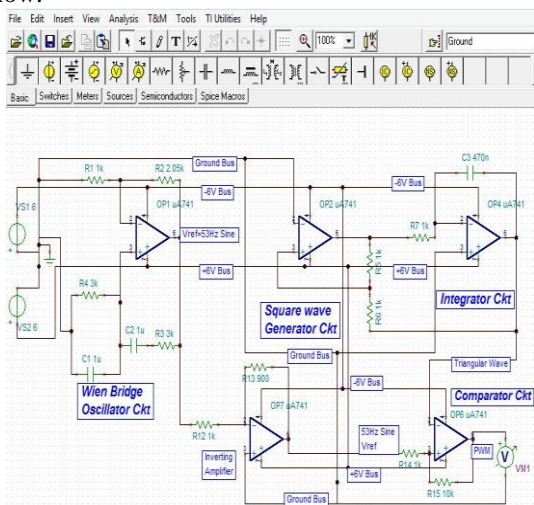 now.
File Edit Insert View Analysis T&M Tools TI Utilities Help
100% Ground
Basic Switches Meters Sources Semiconductors Spice Macros
C3 470n
R1 1k R2 2.05k Ground Bus
-6V Bus -6V Bus
OP1 uA741 OP2 uA741 OP4 uA741
VS1 6
Vref=53Hz Sine
R7 1k
R5 1k
+6V Bus +6V Bus
R4 3k
Integrator Ckt
VS2 6
R6 1k
Square wave
Generator Ckt
C2 1u R3 3k
C1 1u
Ground Bus
Triangular Wave
Wien Bridge
Oscillator Ckt
R13 900
-6V Bus
Comparator Ckt
OP7 uA741 OP6 uA741
53Hz Sine
Vref
R12 1k
PWM
VM1
Inverting
Amplifier
R14 1k
+6V Bus
R15 10k
Ground Bus